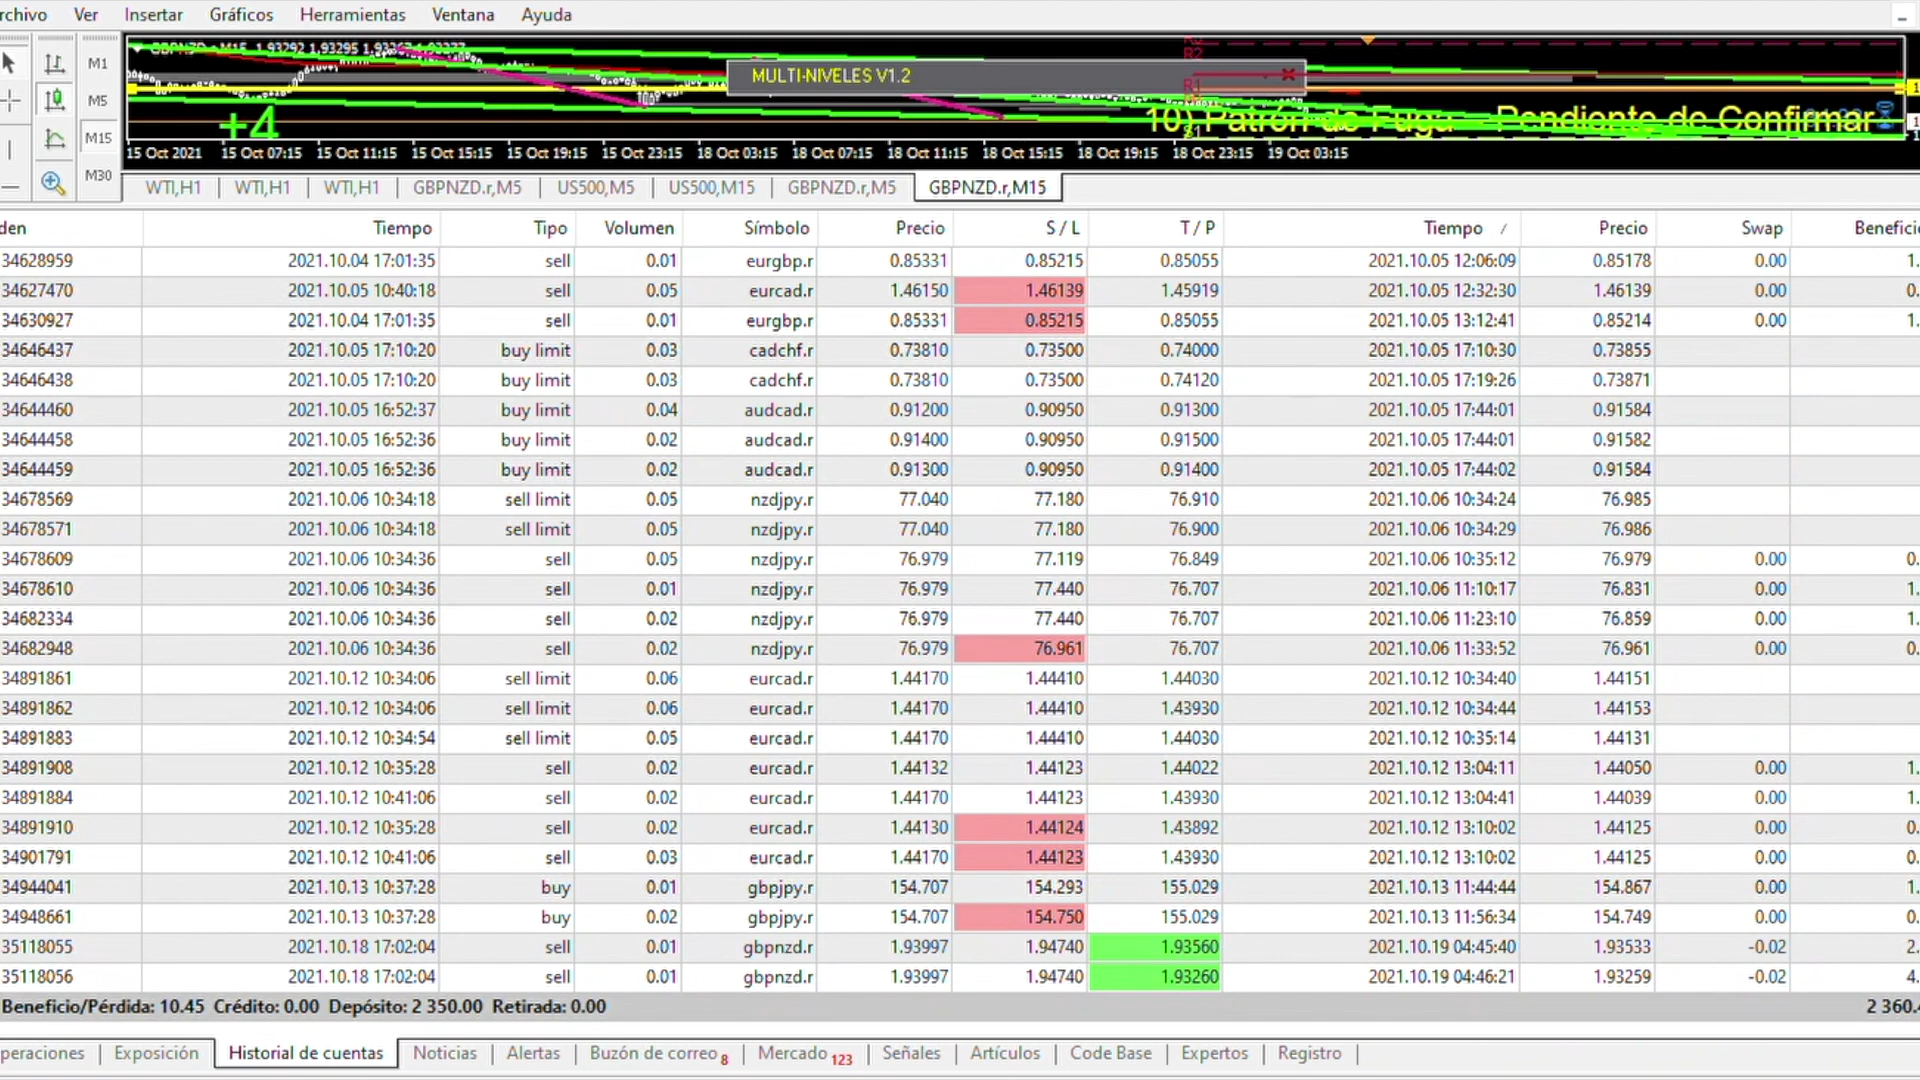 rchivo Ver Insertar Gráficos Herramientas Ventana Ayuda
M1
M5
M15
M30
MULTI-NIVELES V1.2
R2
R1
+4
10) Patrón de Fuga - Pendiente de Confirmar
15 Oct 2021 15 Oct 07:15 15 Oct 11:15 15 Oct 15:15 15 Oct 19:15 15 Oct 23:15 18 Oct 03:15 18 Oct 07:15 18 Oct 11:15 18 Oct 15:15 18 Oct 19:15 18 Oct 23:15 19 Oct 03:15
WTI,H1 WTI,H1 WTI,H1 GBPNZD.r,M5 US500,M5 US500,M15 GBPNZD.r,M5 GBPNZD.r,M15
den Tiempo Tipo Volumen Símbolo Precio S / L T / P Tiempo / Precio Swap Beneficio
34628959 2021.10.04 17:01:35 sell 0.01 eurgbp.r 0.85331 0.85215 0.85055 2021.10.05 12:06:09 0.85178 0.00 1.
34627470 2021.10.05 10:40:18 sell 0.05 eurcad.r 1.46150 1.46139 1.45919 2021.10.05 12:32:30 1.46139 0.00 0.
34630927 2021.10.04 17:01:35 sell 0.01 eurgbp.r 0.85331 0.85215 0.85055 2021.10.05 13:12:41 0.85214 0.00 1.
34646437 2021.10.05 17:10:20 buy limit 0.03 cadchf.r 0.73810 0.73500 0.74000 2021.10.05 17:10:30 0.73855
34646438 2021.10.05 17:10:20 buy limit 0.03 cadchf.r 0.73810 0.73500 0.74120 2021.10.05 17:19:26 0.73871
34644460 2021.10.05 16:52:37 buy limit 0.04 audcad.r 0.91200 0.90950 0.91300 2021.10.05 17:44:01 0.91584
34644458 2021.10.05 16:52:36 buy limit 0.02 audcad.r 0.91400 0.90950 0.91500 2021.10.05 17:44:01 0.91582
34644459 2021.10.05 16:52:36 buy limit 0.02 audcad.r 0.91300 0.90950 0.91400 2021.10.05 17:44:02 0.91584
34678569 2021.10.06 10:34:18 sell limit 0.05 nzdjpy.r 77.040 77.180 76.910 2021.10.06 10:34:24 76.985
34678571 2021.10.06 10:34:18 sell limit 0.05 nzdjpy.r 77.040 77.180 76.900 2021.10.06 10:34:29 76.986
34678609 2021.10.06 10:34:36 sell 0.05 nzdjpy.r 76.979 77.119 76.849 2021.10.06 10:35:12 76.979 0.00 0.
34678610 2021.10.06 10:34:36 sell 0.01 nzdjpy.r 76.979 77.440 76.707 2021.10.06 11:10:17 76.831 0.00 1.
34682334 2021.10.06 10:34:36 sell 0.02 nzdjpy.r 76.979 77.440 76.707 2021.10.06 11:23:10 76.859 0.00 1.
34682948 2021.10.06 10:34:36 sell 0.02 nzdjpy.r 76.979 76.961 76.707 2021.10.06 11:33:52 76.961 0.00 0.
34891861 2021.10.12 10:34:06 sell limit 0.06 eurcad.r 1.44170 1.44410 1.44030 2021.10.12 10:34:40 1.44151
34891862 2021.10.12 10:34:06 sell limit 0.06 eurcad.r 1.44170 1.44410 1.43930 2021.10.12 10:34:44 1.44153
34891883 2021.10.12 10:34:54 sell limit 0.05 eurcad.r 1.44170 1.44410 1.44030 2021.10.12 10:35:14 1.44131
34891908 2021.10.12 10:35:28 sell 0.02 eurcad.r 1.44132 1.44123 1.44022 2021.10.12 13:04:11 1.44050 0.00 1.
34891884 2021.10.12 10:41:06 sell 0.02 eurcad.r 1.44170 1.44123 1.43930 2021.10.12 13:04:41 1.44039 0.00 1.
34891910 2021.10.12 10:35:28 sell 0.02 eurcad.r 1.44130 1.44124 1.43892 2021.10.12 13:10:02 1.44125 0.00 0.
34901791 2021.10.12 10:41:06 sell 0.03 eurcad.r 1.44170 1.44123 1.43930 2021.10.12 13:10:02 1.44125 0.00 0.
34944041 2021.10.13 10:37:28 buy 0.01 gbpjpy.r 154.707 154.293 155.029 2021.10.13 11:44:44 154.867 0.00 1.
34948661 2021.10.13 10:37:28 buy 0.02 gbpjpy.r 154.707 154.750 155.029 2021.10.13 11:56:34 154.749 0.00 0.
35118055 2021.10.18 17:02:04 sell 0.01 gbpnzd.r 1.93997 1.94740 1.93560 2021.10.19 04:45:40 1.93533 -0.02 2.
35118056 2021.10.18 17:02:04 sell 0.01 gbpnzd.r 1.93997 1.94740 1.93260 2021.10.19 04:46:21 1.93259 -0.02 4.
Beneficio/Pérdida: 10.45 Crédito: 0.00 Depósito: 2 350.00 Retirada: 0.00 2 360.4
peraciones Exposición Historial de cuentas Noticias Alertas Buzón de correo 8 Mercado 123 Señales Artículos Code Base Expertos Registro